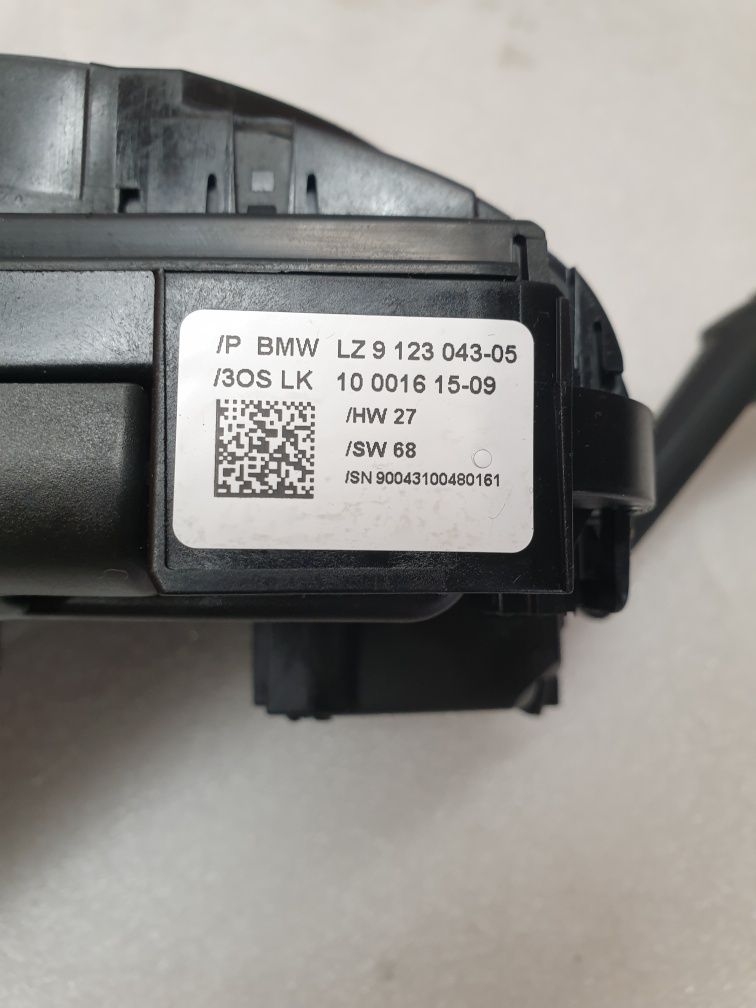 /P BMW LZ 9 123 043-05
/3OS LK 10 0016 15-09
/HW 27
/SW 68
/SN 90043100480161